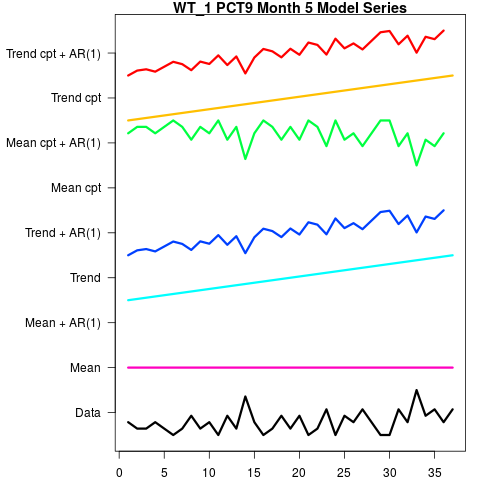 WT_1 PCT9 Month 5 Model Series
Trend cpt + AR(1)
Trend cpt
Mean cpt + AR(1)
Mean cpt
Trend + AR(1)
Trend
Mean + AR(1)
Mean
Data
0 5 10 15 20 25 30 35